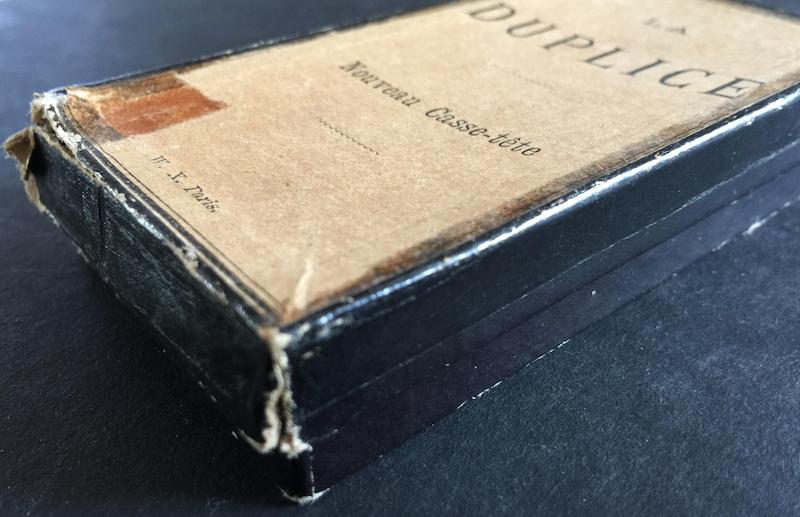 LA
DUPLICE
Nouveau Casse-tête
W. X. Paris.